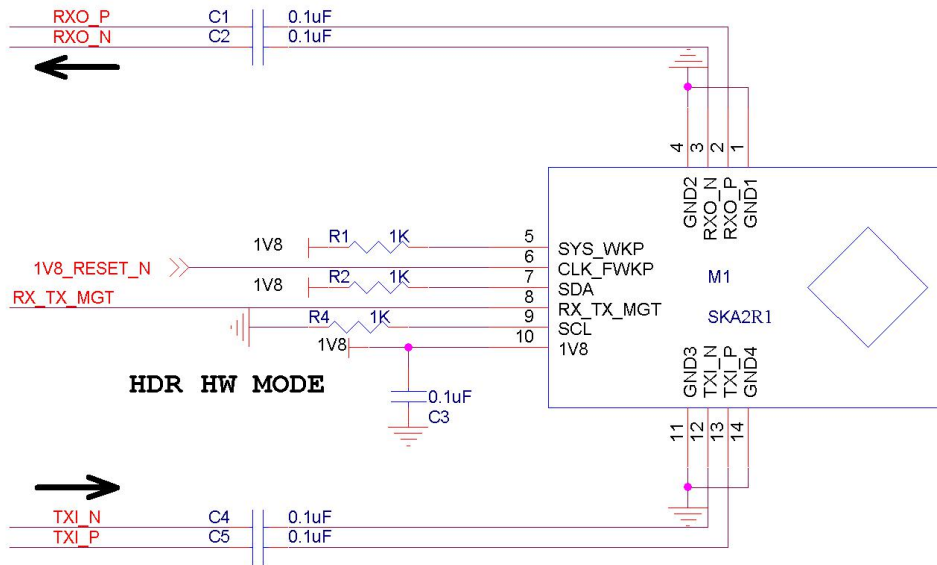 RXO_P C1 0.1uF
RXO_N C2 0.1uF
4 3 2 1
GND2 RXO_N RXO_P GND1
1V8 R1 1K 5 SYS_WKP
1V8_RESET_N 6 CLK_FWKP
1V8 R2 1K 7 SDA
RX_TX_MGT 8 RX_TX_MGT
R4 1K 9 SCL
1V8 10 1V8
M1
SKA2R1
HDR HW MODE
0.1uF
C3
GND3 TXI_N TXI_P GND4
11 12 13 14
TXI_N C4 0.1uF
TXI_P C5 0.1uF